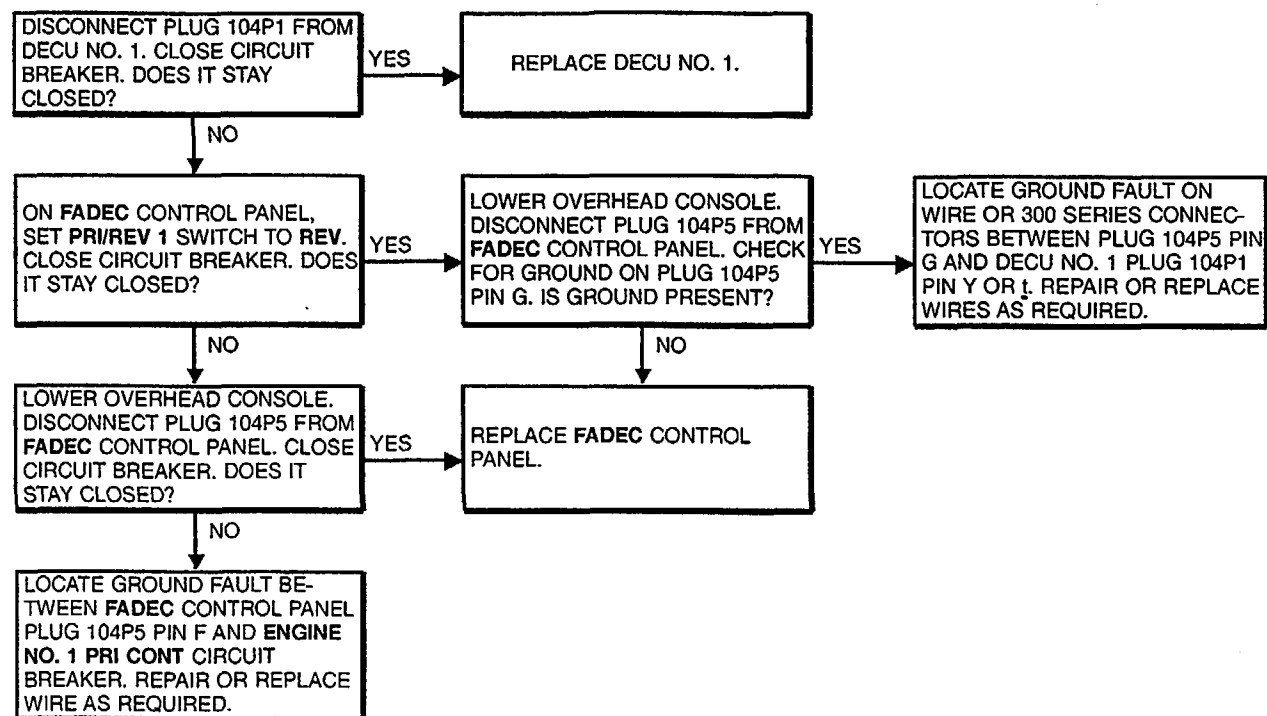 DISCONNECT PLUG 104P1 FROM
DECU NO. 1. CLOSE CIRCUIT
BREAKER. DOES IT STAY
CLOSED?
YES
REPLACE DECU NO. 1.
NO
ON FADEC CONTROL PANEL,
SET PRI/REV 1 SWITCH TO REV.
CLOSE CIRCUIT BREAKER. DOES
IT STAY CLOSED?
YES
LOWER OVERHEAD CONSOLE.
DISCONNECT PLUG 104P5 FROM
FADEC CONTROL PANEL. CHECK
FOR GROUND ON PLUG 104P5
PIN G. IS GROUND PRESENT?
YES
LOCATE GROUND FAULT ON
WIRE OR 300 SERIES CONNEC-
TORS BETWEEN PLUG 104P5 PIN
G AND DECU NO. 1 PLUG 104P1
PIN Y OR t. REPAIR OR REPLACE
WIRES AS REQUIRED.
NO
NO
LOWER OVERHEAD CONSOLE.
DISCONNECT PLUG 104P5 FROM
FADEC CONTROL PANEL. CLOSE
CIRCUIT BREAKER. DOES IT
STAY CLOSED?
YES
REPLACE FADEC CONTROL
PANEL.
NO
LOCATE GROUND FAULT BE-
TWEEN FADEC CONTROL PANEL
PLUG 104P5 PIN F AND ENGINE
NO. 1 PRI CONT CIRCUIT
BREAKER. REPAIR OR REPLACE
WIRE AS REQUIRED.